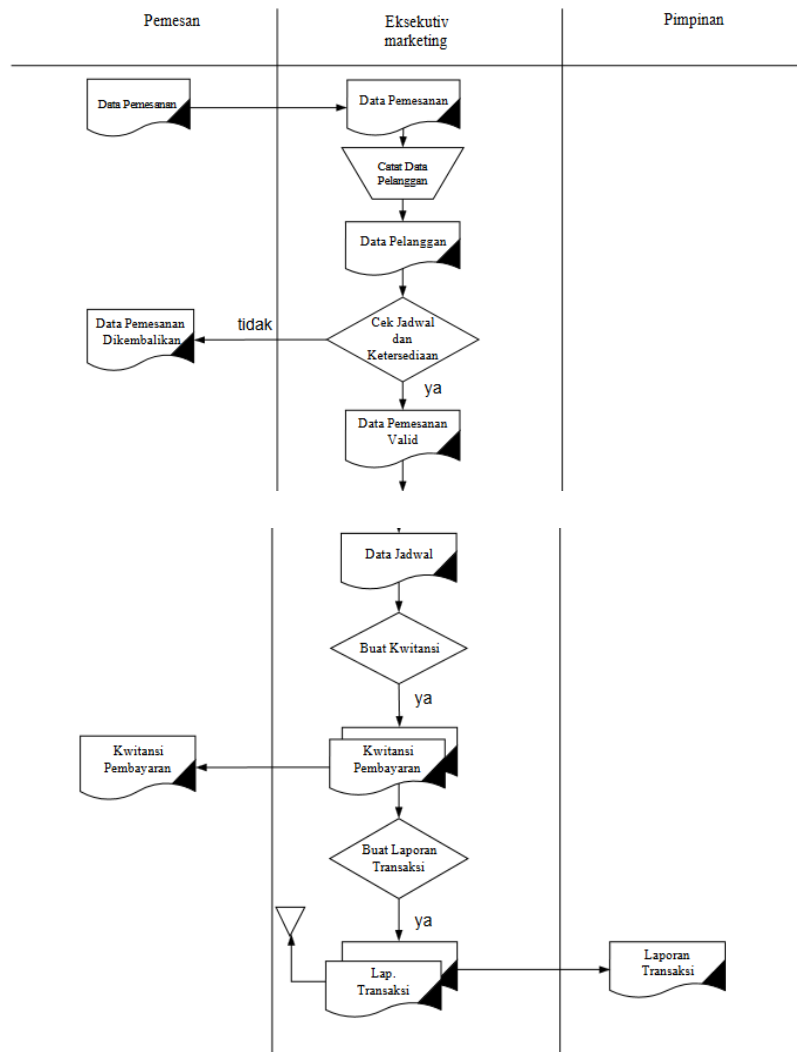 Pemesan
Eksekutiv
marketing
Pimpinan
Data Pemesanan
Data Pemesanan
Catat Data
Pelanggan
Data Pelanggan
Cek Jadwal
dan
Ketersediaan
tidak
Data Pemesanan
Dikembalikan
ya
Data Pemesanan
Valid
Data Jadwal
Buat Kwitansi
ya
Kwitansi
Pembayaran
Kwitansi
Pembayaran
Buat Laporan
Transaksi
ya
Lap.
Transaksi
Laporan
Transaksi